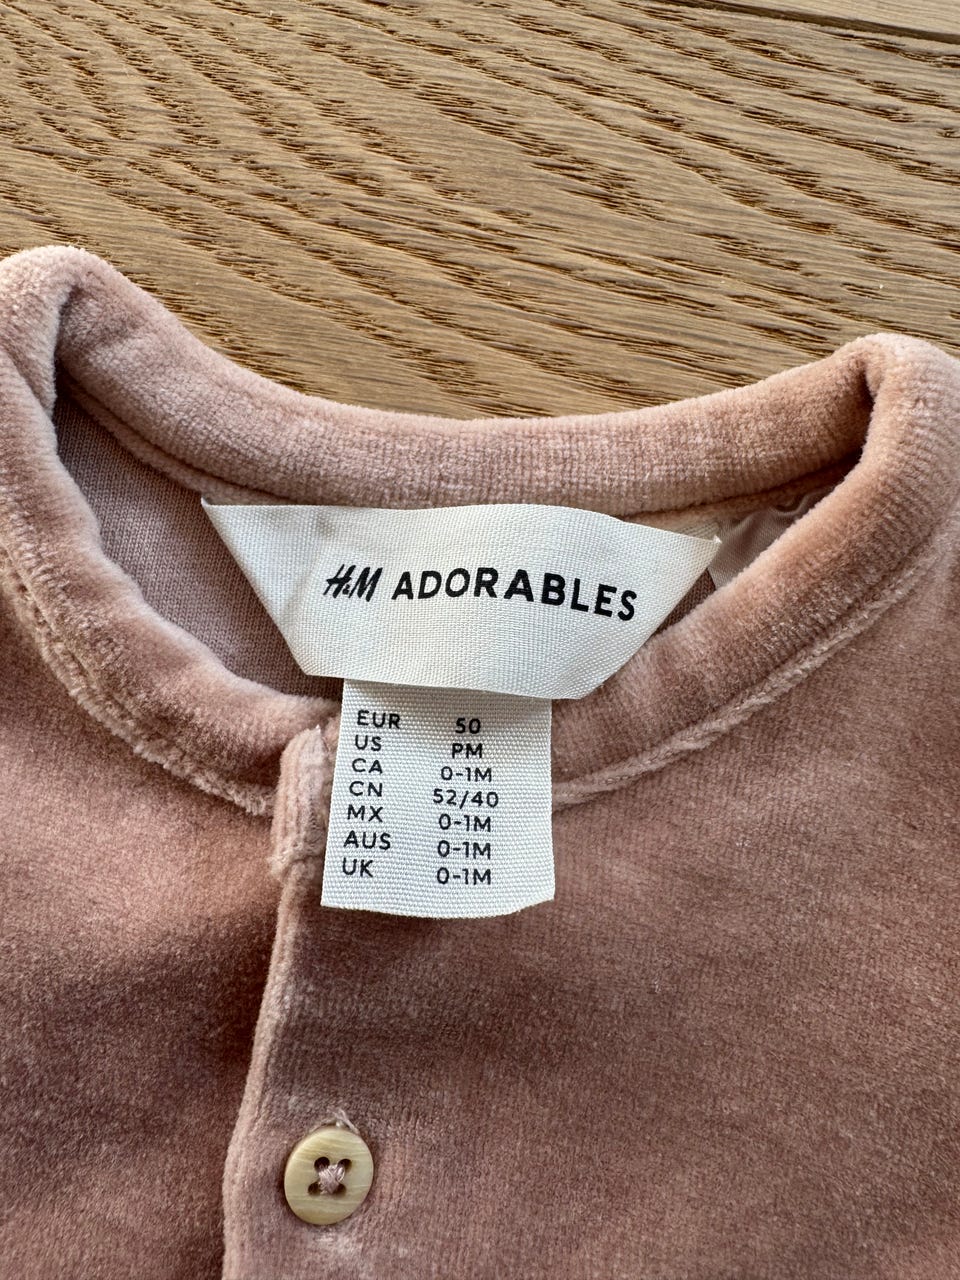 H&M ADORABLES
EUR 50
US PM
CA 0-1M
CN 52/40
MX 0-1M
AUS 0-1M
UK 0-1M